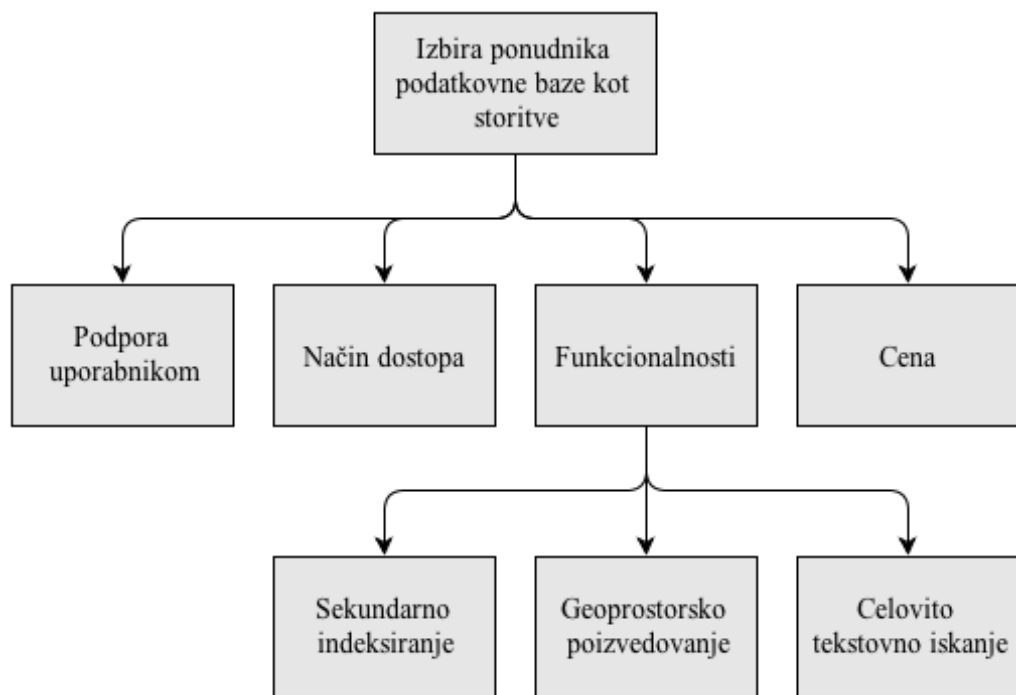 Izbira ponudnika
podatkovne baze kot
storitve
Podpora
uporabnikom
Način dostopa
Funkcionalnosti
Cena
Sekundarno
indeksiranje
Geoprostorsko
poizvedovanje
Celovito
tekstovno iskanje